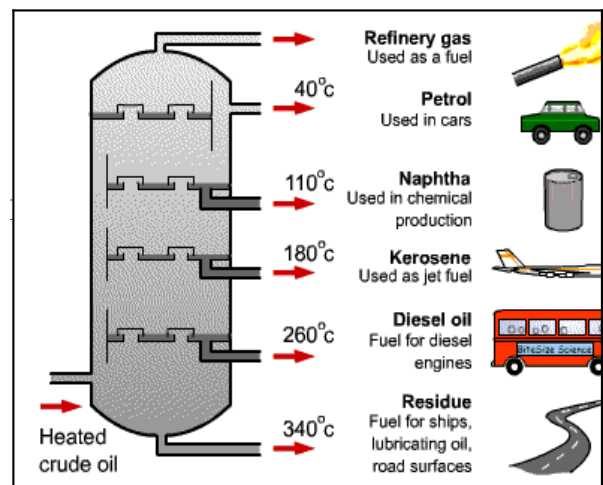 Refinery gas
Used as a fuel
40°c
Petrol
Used in cars
110°c
Naphtha
Used in chemical
production
180°c
Kerosene
Used as jet fuel
260°c
Diesel oil
Fuel for diesel
engines
BiteSize Science
Heated
crude oil
340°c
Residue
Fuel for ships,
lubricating oil,
road surfaces